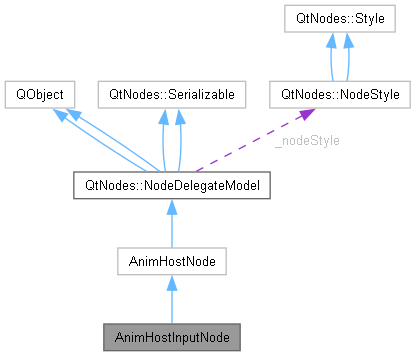 QtNodes::Style
QObject
QtNodes::Serializable
QtNodes::NodeStyle
_nodeStyle
QtNodes::NodeDelegateModel
AnimHostNode
AnimHostInputNode